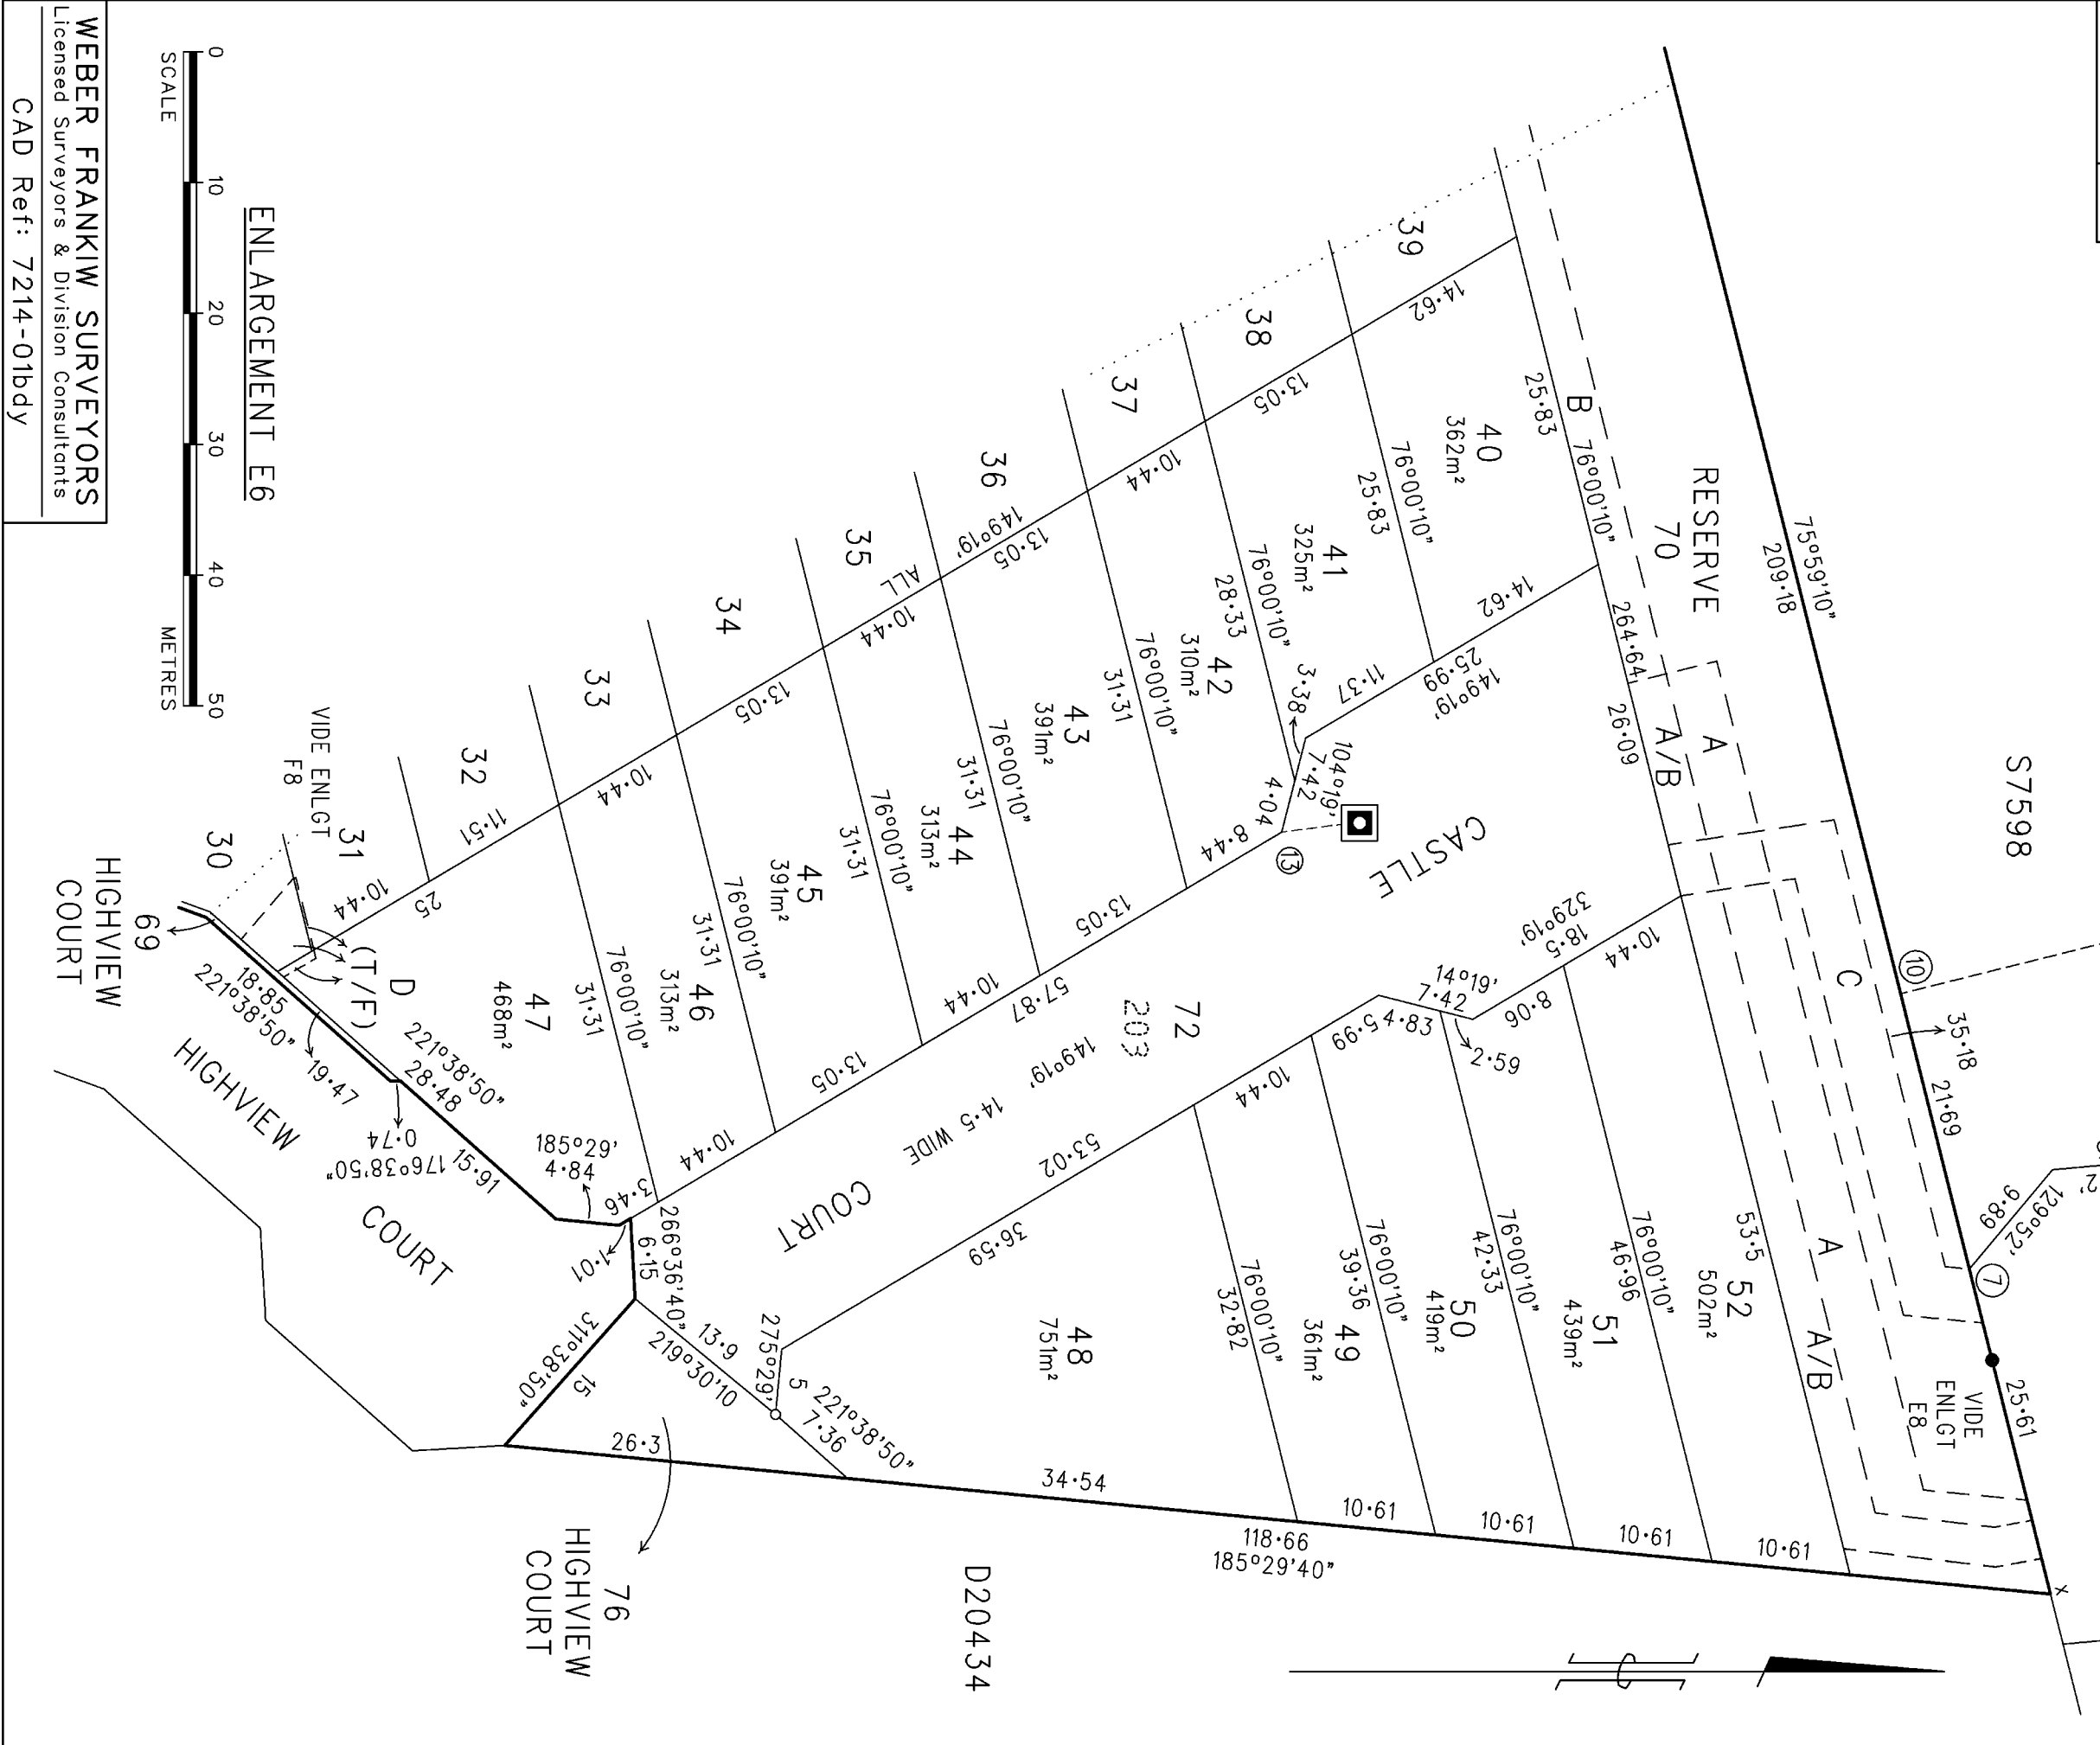 S7598
75°59'10"
209·18
RESERVE
70
10
35·18
21·69
9·89
129°52'
7
25·61
VIDE
ENLGT
E8
x
B
76°00'10"
25·83
264·64
26·09
A/B
A
C
A
A/B
53·5
39
38
37
36
35
34
33
32
31
30
14·62
13·05
10·44
149°19'
13·05
ALL
10·44
13·05
10·44
11·51
25
10·44
40
362m²
76°00'10"
25·83
14·62
41
325m²
76°00'10"
28·33
3·38
11·37
25·99
149°19'
104°19'
7·42
4·04
13
8·44
42
310m²
76°00'10"
31·31
43
391m²
76°00'10"
31·31
13·05
44
313m²
76°00'10"
31·31
10·44
57·87
45
391m²
76°00'10"
31·31
13·05
46
313m²
76°00'10"
31·31
10·44
47
468m²
3·46
1·01
CASTLE
COURT
72
203
149°19'
14·5 WIDE
329°19'
18·5
10·44
8·06
14°19'
7·42
2·59
4·83
5·99
10·44
53·02
36·59
52
502m²
76°00'10"
46·96
51
439m²
76°00'10"
42·33
50
419m²
76°00'10"
39·36
49
361m²
76°00'10"
32·82
48
751m²
275°29'
5
221°38'50"
7·36
13·9
219°30'10
266°36'40"
6·15
311°38'50"
15
26·3
34·54
10·61
10·61
10·61
10·61
118·66
185°29'40"
D20434
76
HIGHVIEW
COURT
185°29'
4·84
15·91
221°38'50"
28·48
0·74
176°38'50"
19·47
18·85
221°38'50"
D
(T/F)
VIDE ENLGT
F8
69
HIGHVIEW
COURT
HIGHVIEW
COURT
ENLARGEMENT E6
0 10 20 30 40 50
SCALE METRES
WEBER FRANKIW SURVEYORS
Licensed Surveyors & Division Consultants
CAD Ref: 7214-01bdy